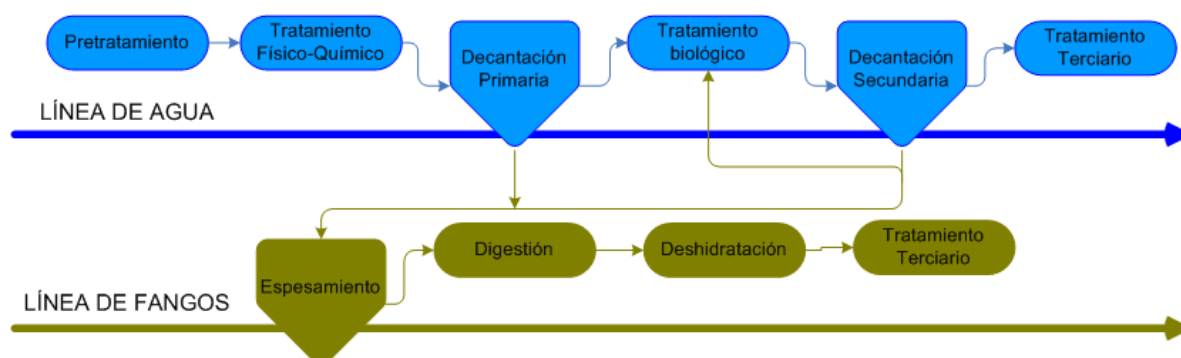 Pretratamiento
Tratamiento
Físico-Químico
Decantación
Primaria
Tratamiento
biológico
Decantación
Secundaria
Tratamiento
Terciario
LÍNEA DE AGUA
Espesamiento
Digestión
Deshidratación
Tratamiento
Terciario
LÍNEA DE FANGOS